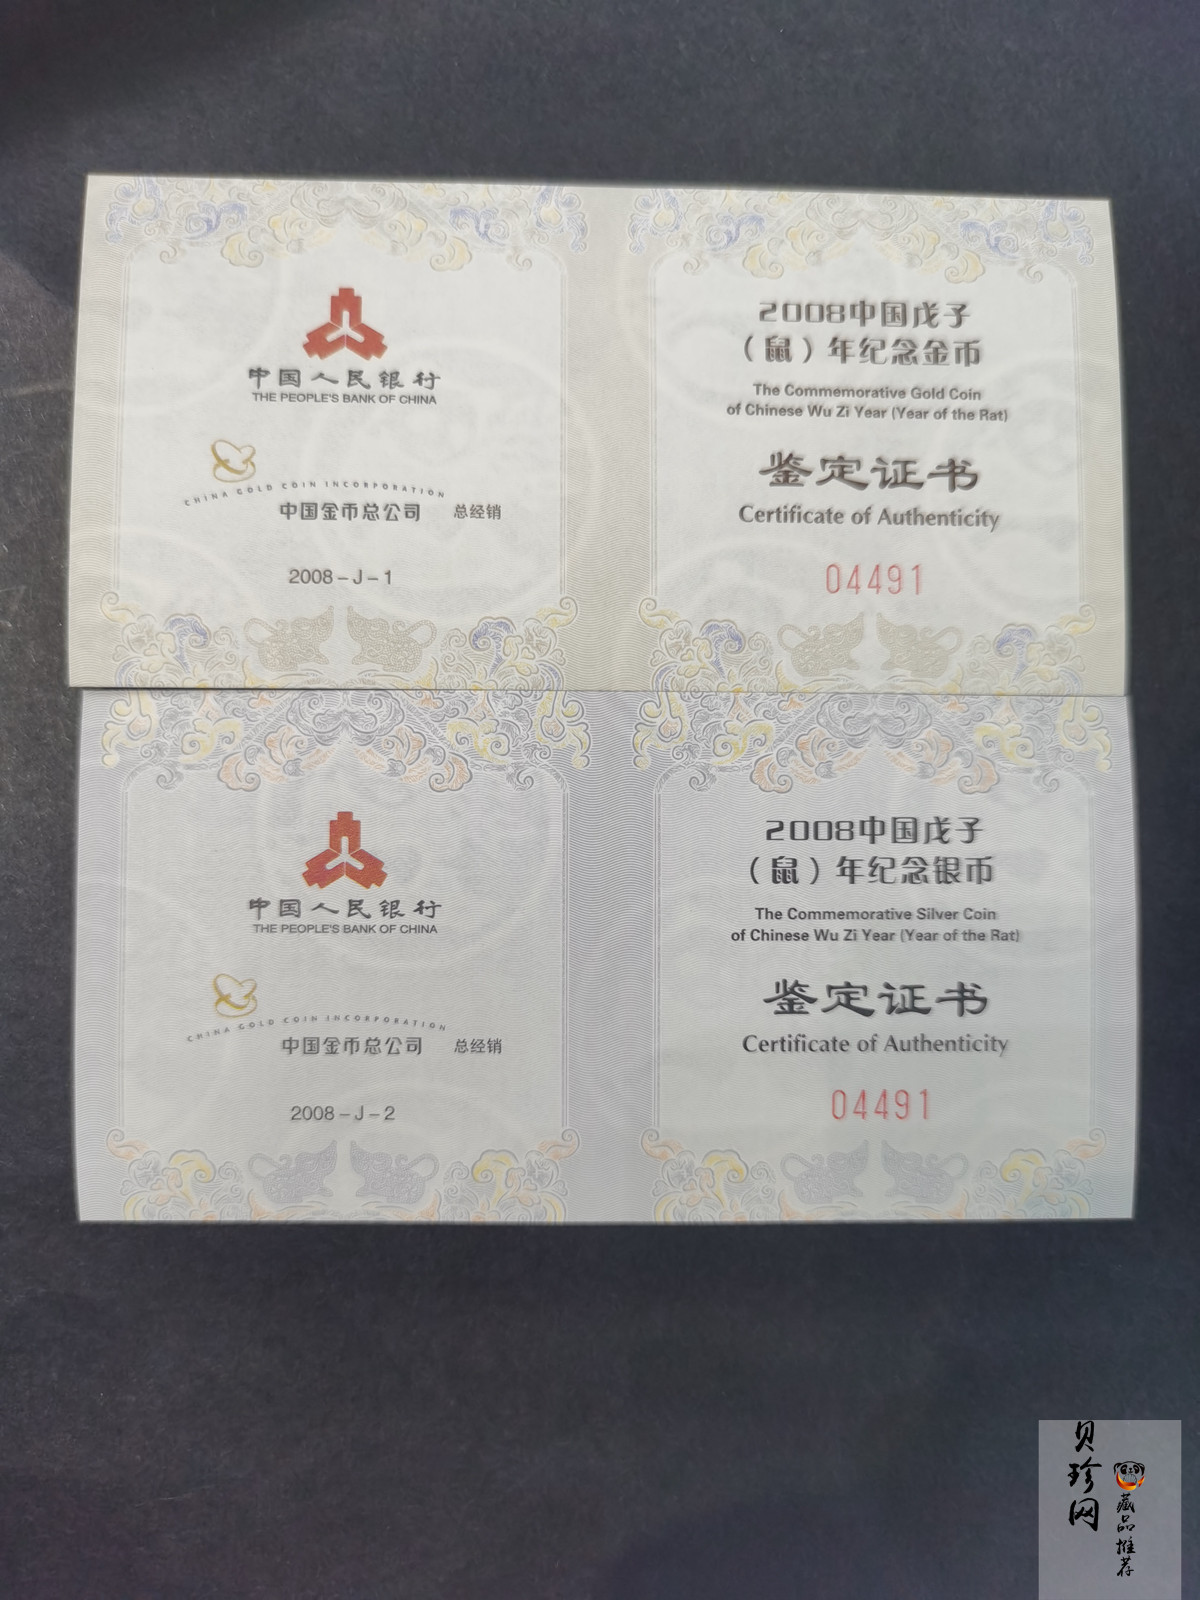 中国人民银行
THE PEOPLE'S BANK OF CHINA
CHINA GOLD COIN INCORPORATION
中国金币总公司 总经销
2008-J-1
2008中国戊子
（鼠）年纪念金币
The Commemorative Gold Coin
of Chinese Wu Zi Year (Year of the Rat)
鉴定证书
Certificate of Authenticity
04491
中国人民银行
THE PEOPLE'S BANK OF CHINA
CHINA GOLD COIN INCORPORATION
中国金币总公司 总经销
2008-J-2
2008中国戊子
（鼠）年纪念银币
The Commemorative Silver Coin
of Chinese Wu Zi Year (Year of the Rat)
鉴定证书
Certificate of Authenticity
04491
贝珍网
藏品推荐